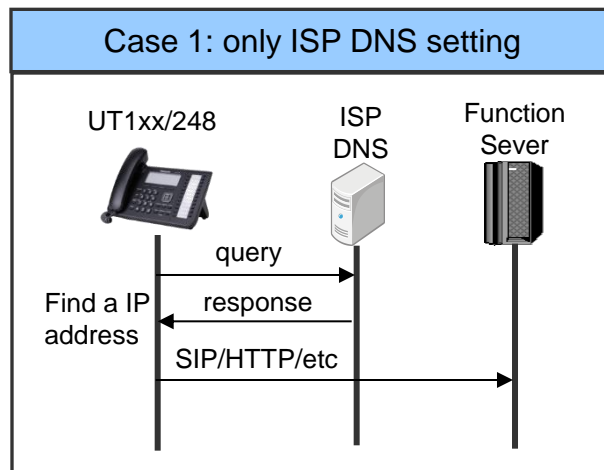 Case 1: only ISP DNS setting
UT1xx/248
ISP
DNS
Function
Sever
query
Find a IP
address
response
SIP/HTTP/etc